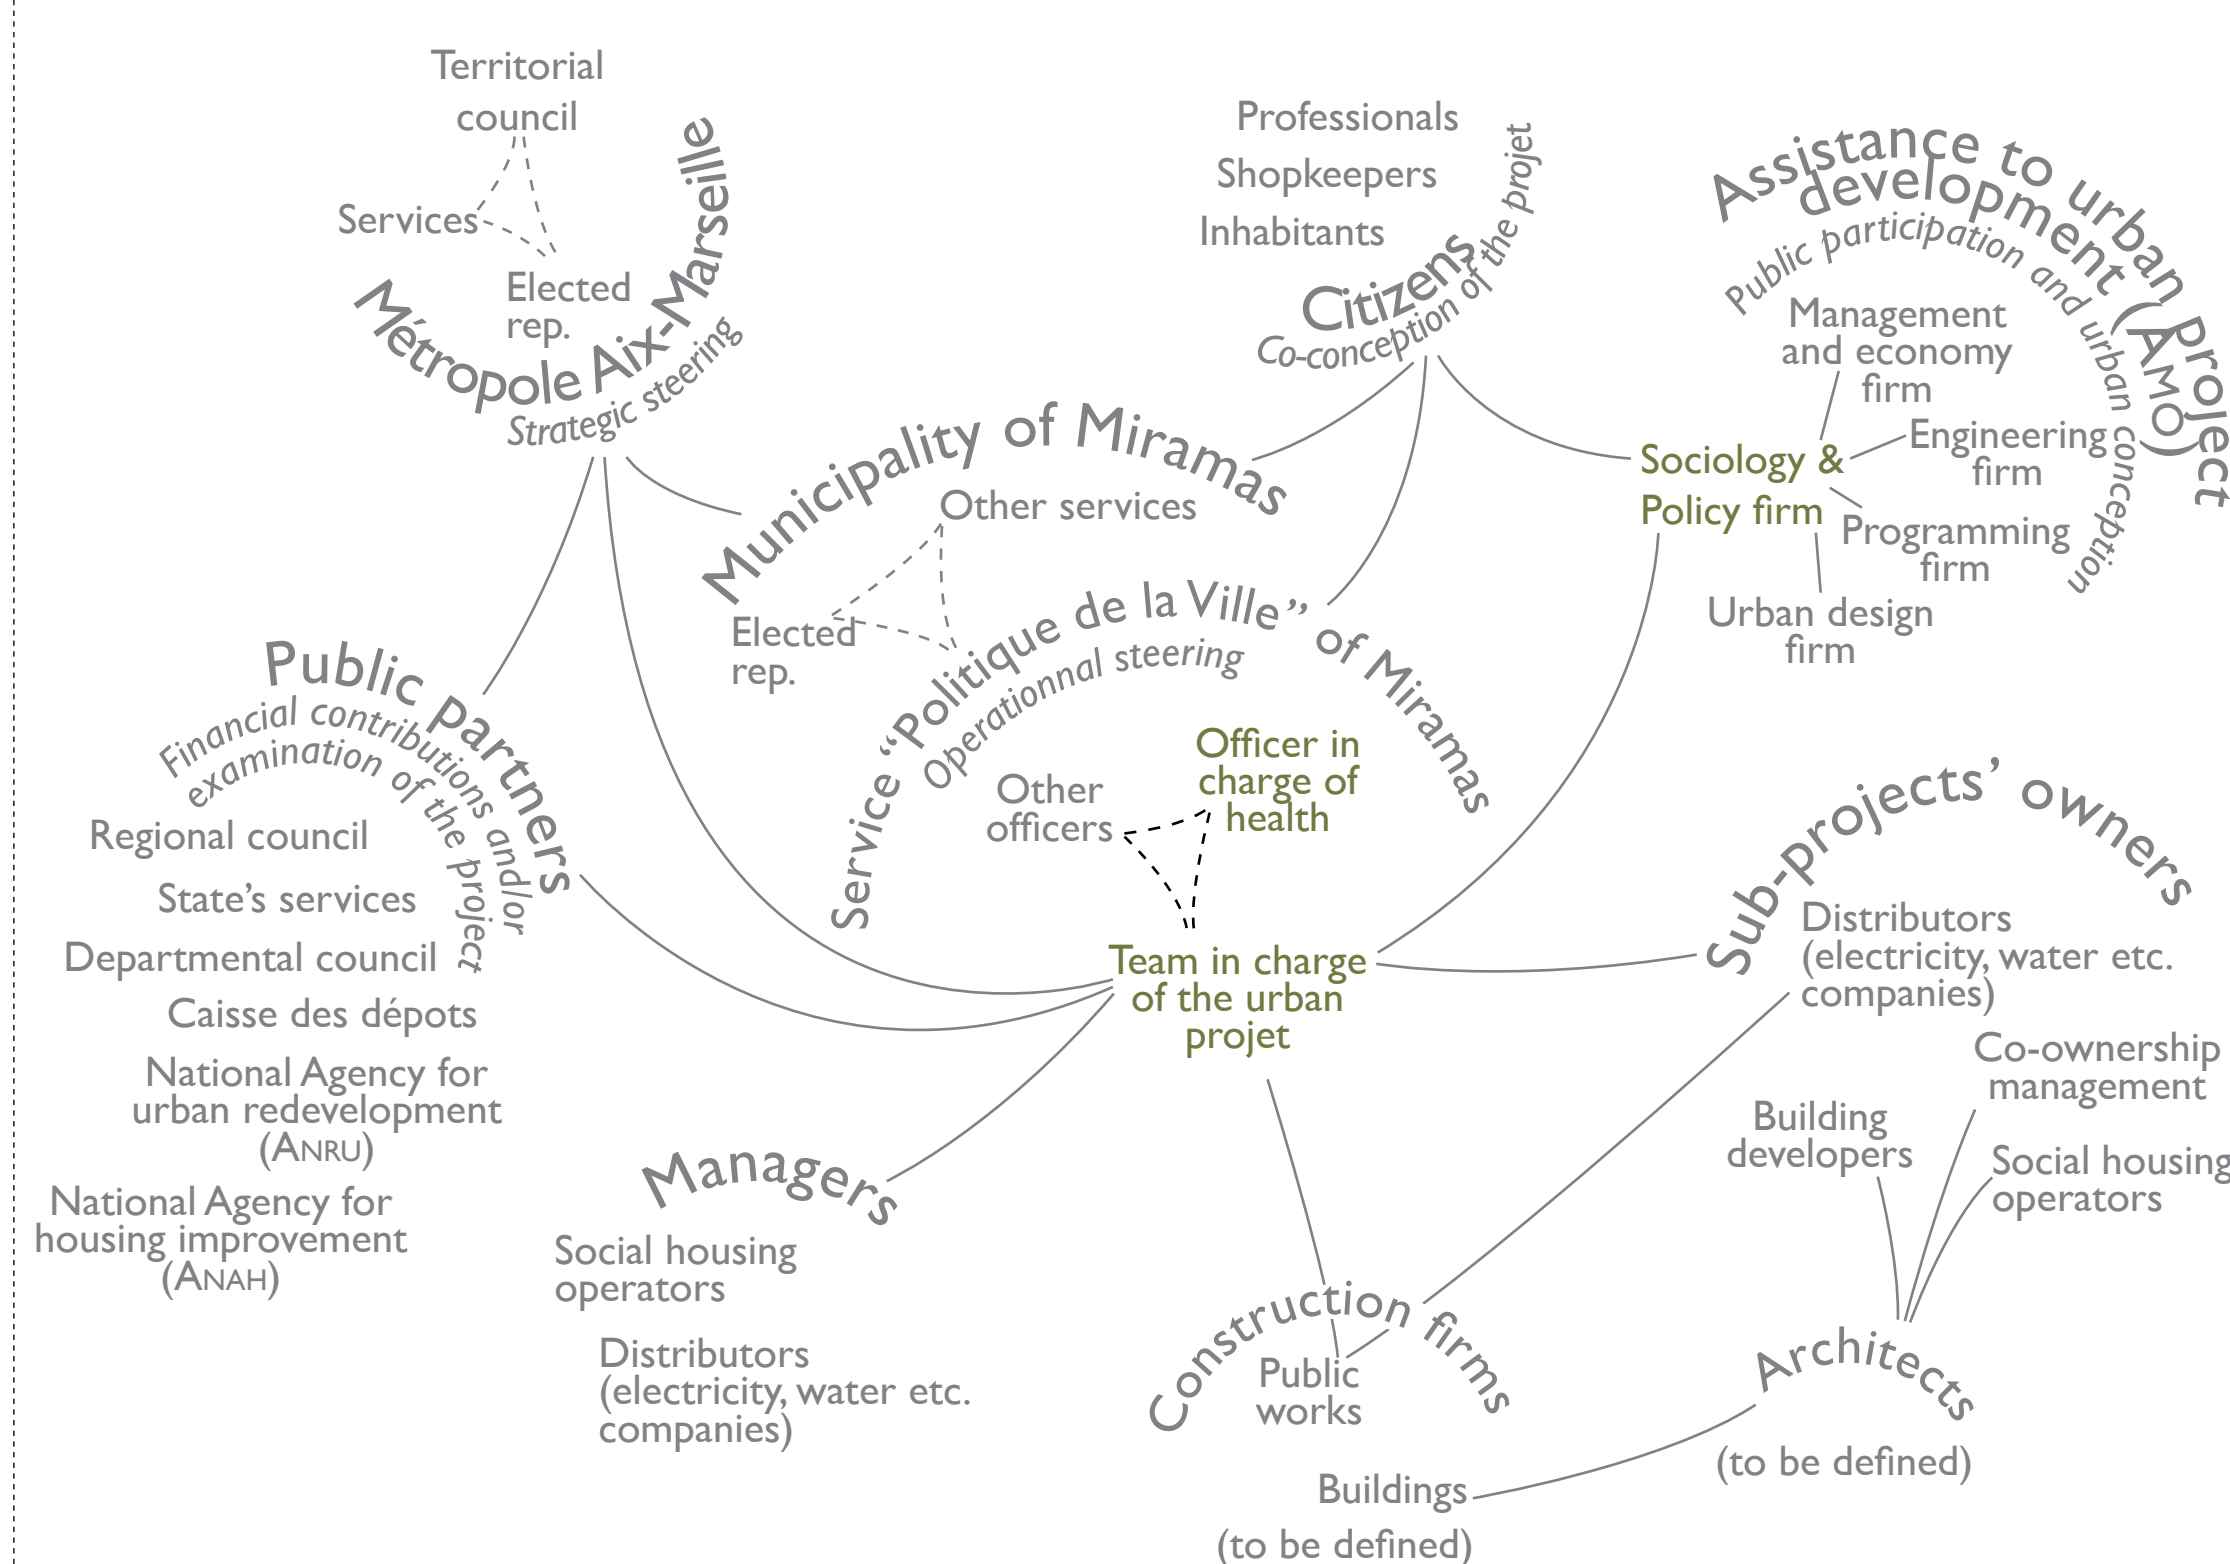 Territorial
council
Services
Elected
rep.
Métropole Aix-Marseille
Strategic steering
Professionals
Shopkeepers
Inhabitants
Citizens
Co-conception of the projet
Assistance to urban Project
development (AMO)
Public participation and urban conception
Management
and economy
firm
Engineering
firm
Sociology &
Policy firm
Programming
firm
Urban design
firm
Municipality of Miramas
Other services
Elected
rep.
Service “Politique de la Ville” of Miramas
Operationnal steering
Officer in
charge of
health
Other
officers
Team in charge
of the urban
projet
Public partners
Financial contributions and/or
examination of the project
Regional council
State’s services
Departmental council
Caisse des dépots
National Agency for
urban redevelopment
(ANRU)
National Agency for
housing improvement
(ANAH)
Managers
Social housing
operators
Distributors
(electricity, water etc.
companies)
Sub-projects’ owners
Distributors
(electricity, water etc.
companies)
Co-ownership
management
Building
developers
Social housing
operators
Construction firms
Public
works
Buildings
(to be defined)
Architects
(to be defined)